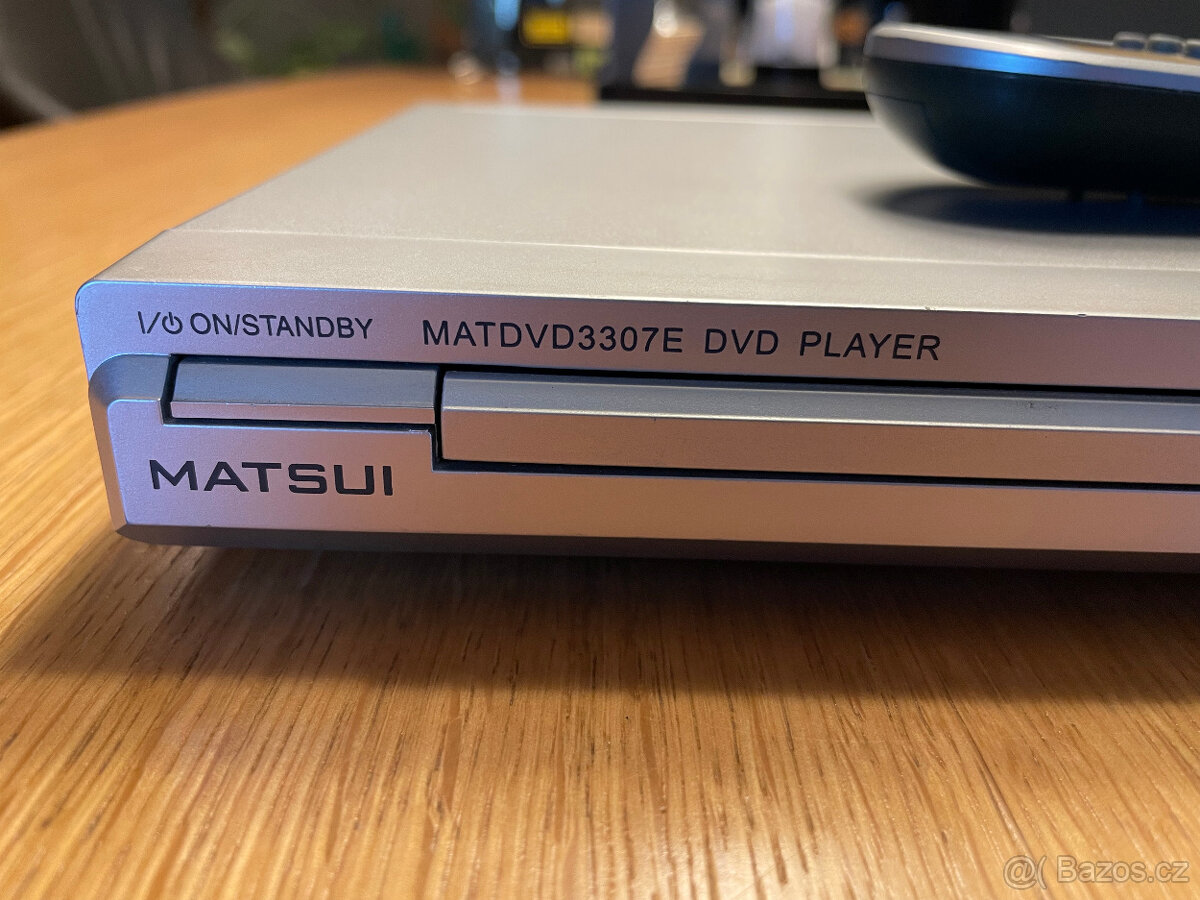 I/⏻ ON/STANDBY MATDVD3307E DVD PLAYER
MATSUI
@( Bazos.cz